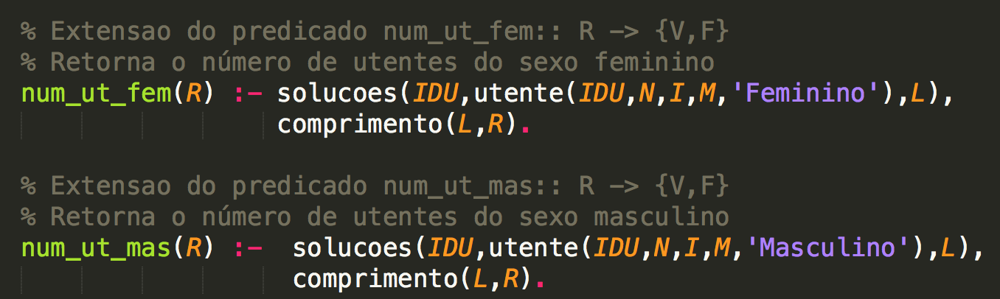 % Extensao do predicado num_ut_fem:: R –> {V,F}
% Retorna o número de utentes do sexo feminino
num_ut_fem(R) :– solucoes(IDU,utente(IDU,N,I,M,'Feminino'),L),
comprimento(L,R).
% Extensao do predicado num_ut_mas:: R –> {V,F}
% Retorna o número de utentes do sexo masculino
num_ut_mas(R) :– solucoes(IDU,utente(IDU,N,I,M,'Masculino'),L),
comprimento(L,R).